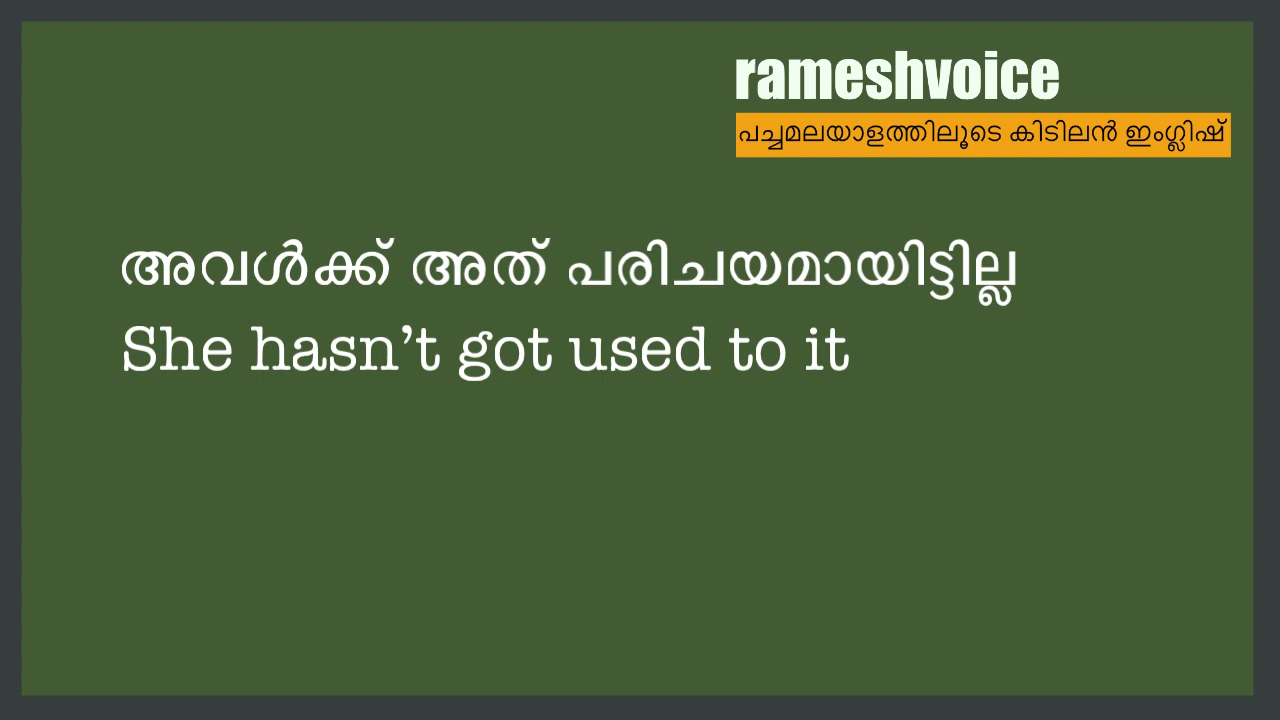 rameshvoice
പച്ചമലയാളത്തിലൂടെ കിടിലൻ ഇംഗ്ലിഷ്
അവൾക്ക് അത് പരിചയമായിട്ടില്ല
She hasn’t got used to it